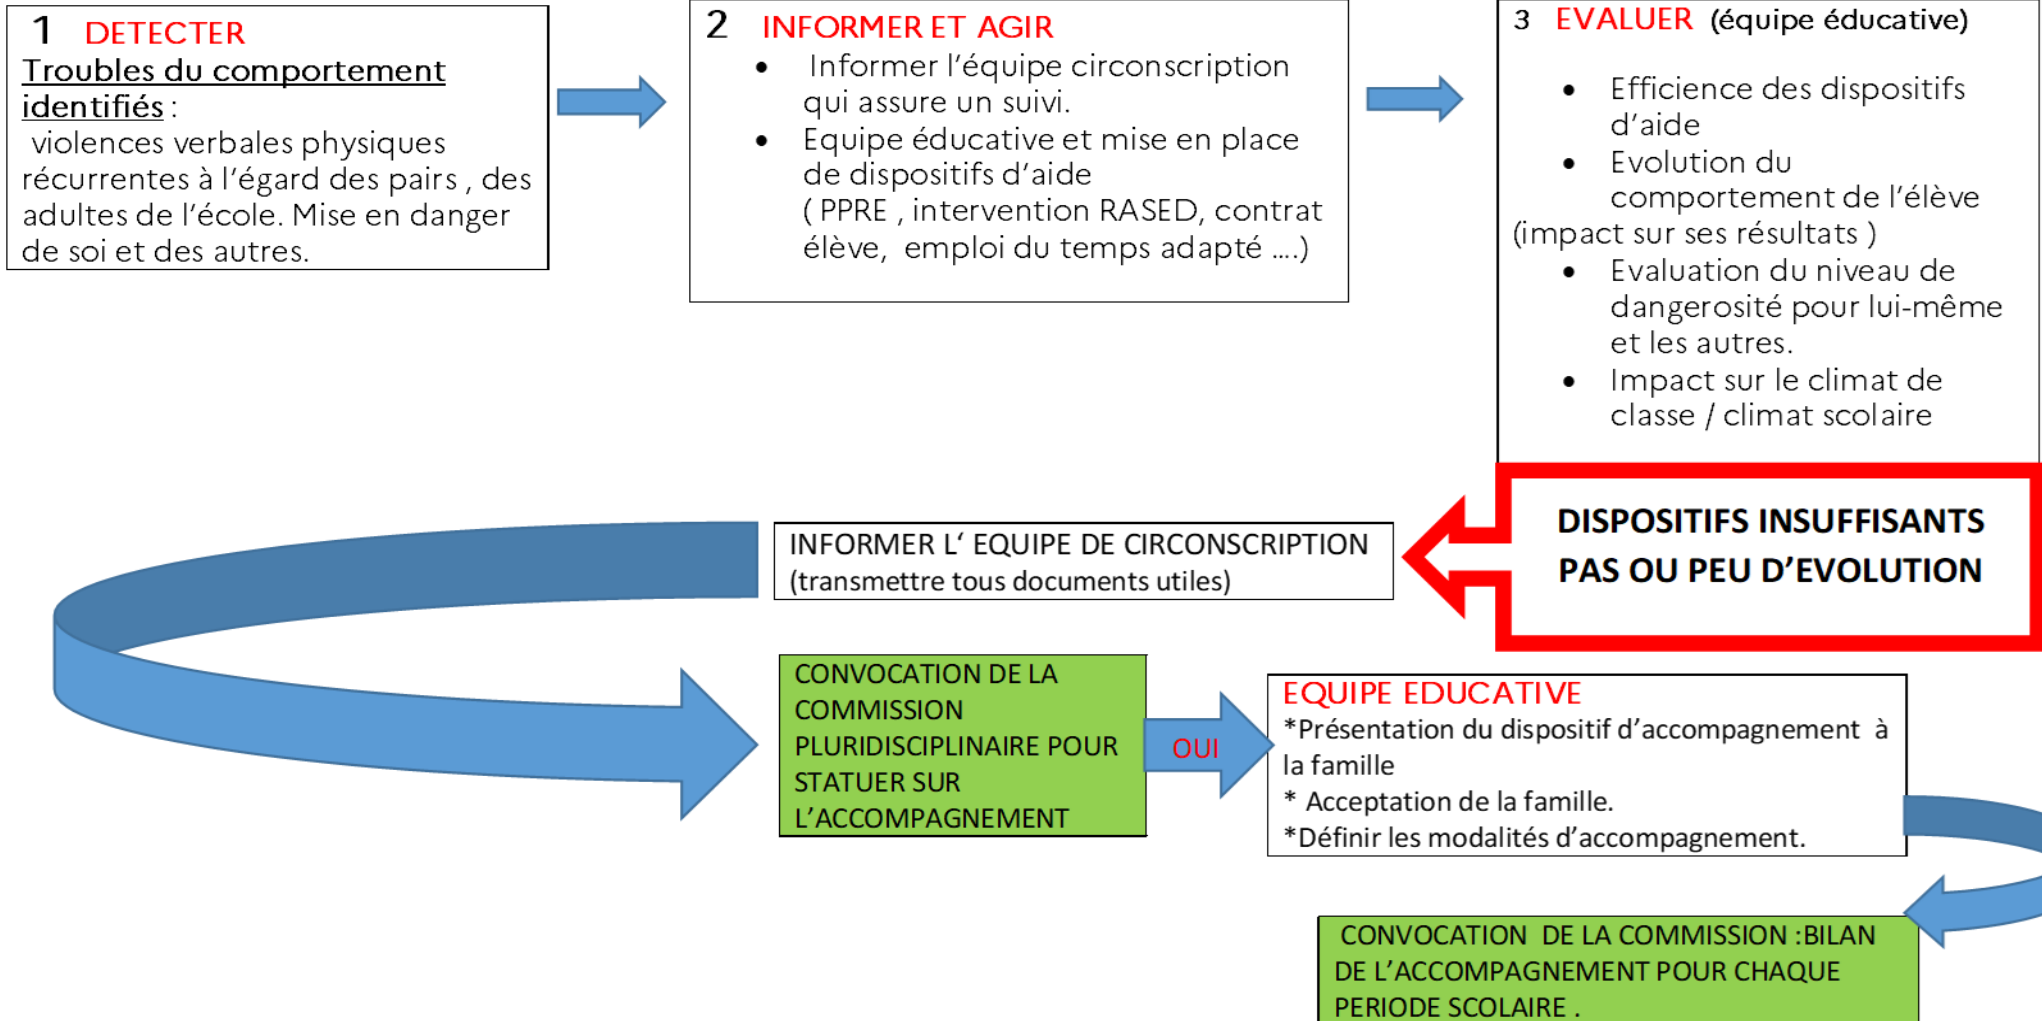 1 DETECTER
Troubles du comportement
identifiés :
violences verbales physiques
récurrentes à l'égard des pairs , des
adultes de l'école. Mise en danger
de soi et des autres.
2 INFORMER ET AGIR
• Informer l'équipe circonscription
qui assure un suivi.
• Equipe éducative et mise en place
de dispositifs d'aide
( PPRE , intervention RASED, contrat
élève, emploi du temps adapté ....)
3 EVALUER (équipe éducative)
• Efficience des dispositifs
d'aide
• Evolution du
comportement de l'élève
(impact sur ses résultats )
• Evaluation du niveau de
dangerosité pour lui-même
et les autres.
• Impact sur le climat de
classe / climat scolaire
DISPOSITIFS INSUFFISANTS
PAS OU PEU D'EVOLUTION
INFORMER L' EQUIPE DE CIRCONSCRIPTION
(transmettre tous documents utiles)
CONVOCATION DE LA
COMMISSION
PLURIDISCIPLINAIRE POUR
STATUER SUR
L'ACCOMPAGNEMENT
OUI
EQUIPE EDUCATIVE
*Présentation du dispositif d'accompagnement à
la famille
* Acceptation de la famille.
*Définir les modalités d'accompagnement.
CONVOCATION DE LA COMMISSION :BILAN
DE L'ACCOMPAGNEMENT POUR CHAQUE
PERIODE SCOLAIRE .